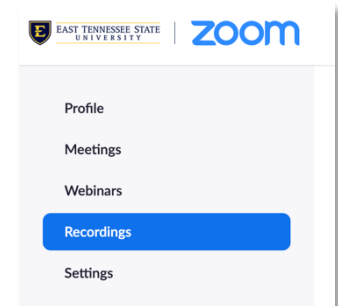 E EAST TENNESSEE STATE
UNIVERSITY
zoom
Profile
Meetings
Webinars
Recordings
Settings